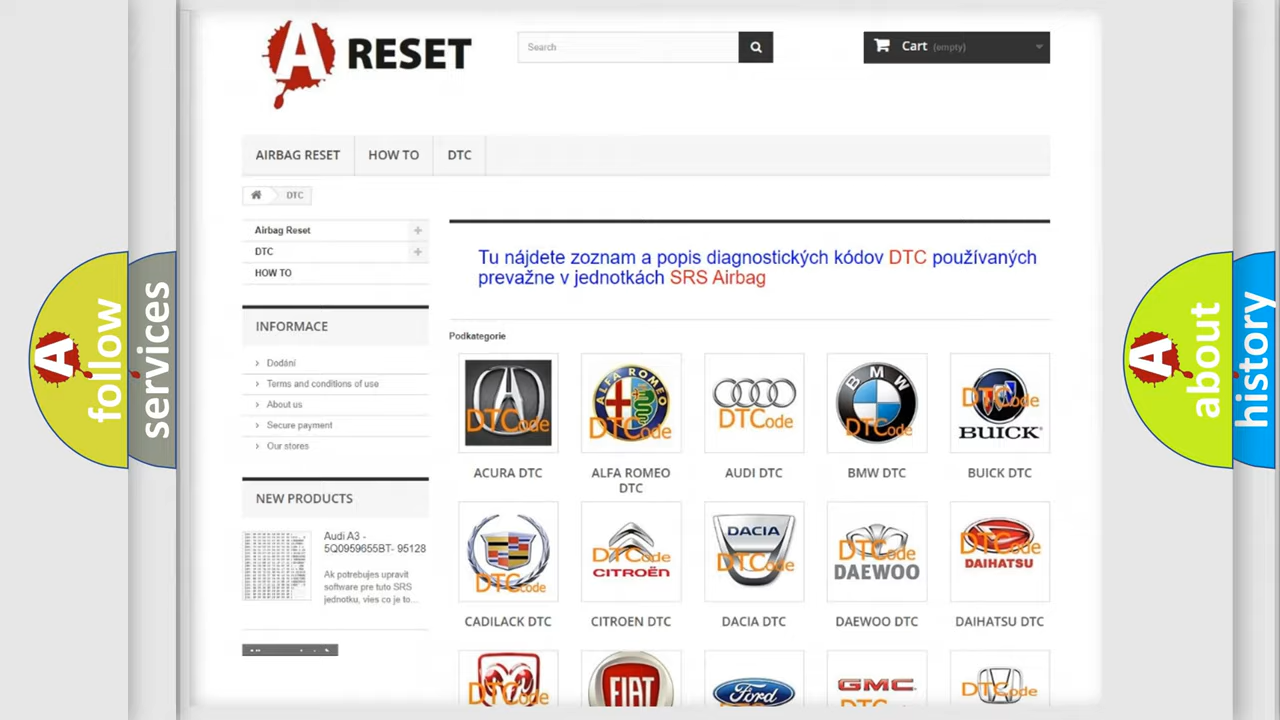 A RESET
Search
Cart (empty)
AIRBAG RESET
HOW TO
DTC
DTC
Airbag Reset
DTC
HOW TO
INFORMACE
Dodání
Terms and conditions of use
About us
Secure payment
Our stores
NEW PRODUCTS
Audi A3 -
5Q0959655BT- 95128
Ak potrebujes upravit
software pre tuto SRS
jednotku, vies co je to...
Tu nájdete zoznam a popis diagnostických kódov DTC používaných
prevažne v jednotkách SRS Airbag
Podkategorie
DTCode
ALFA ROMEO
DTCode
DTCode
BMW
DTCode
DTCode
BUICK
ACURA DTC
ALFA ROMEO
DTC
AUDI DTC
BMW DTC
BUICK DTC
DTCode
DTCode
CITROËN
DACIA
DTCode
DTCode
DAEWOO
DTCode
DAIHATSU
CADILACK DTC
CITROEN DTC
DACIA DTC
DAEWOO DTC
DAIHATSU DTC
DTCode
FIAT
Ford
GMC
DTCode
A follow
services
A about
history